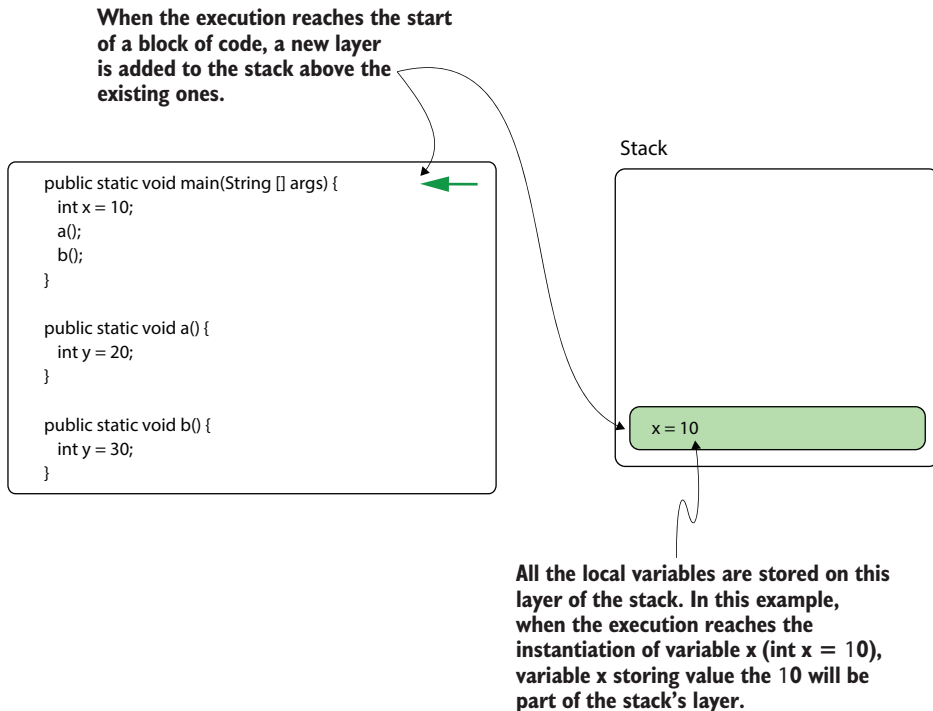 When the execution reaches the start
of a block of code, a new layer
is added to the stack above the
existing ones.
public static void main(String [] args) {
int x = 10;
a();
b();
}
public static void a() {
int y = 20;
}
public static void b() {
int y = 30;
}
Stack
x = 10
All the local variables are stored on this
layer of the stack. In this example,
when the execution reaches the
instantiation of variable x (int x = 10),
variable x storing value the 10 will be
part of the stack’s layer.